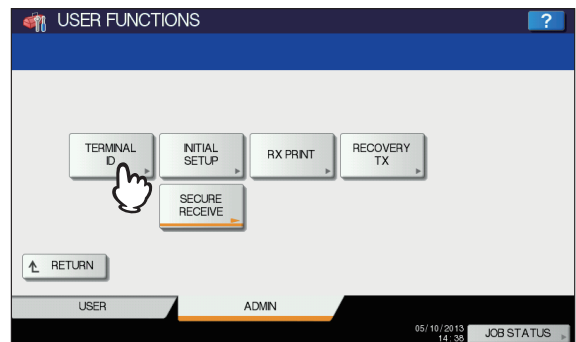 USER FUNCTIONS
?
TERMINAL
ID
INITIAL
SETUP
RX PRINT
RECOVERY
TX
SECURE
RECEIVE
RETURN
USER
ADMIN
05/10/2013
14:38
JOB STATUS